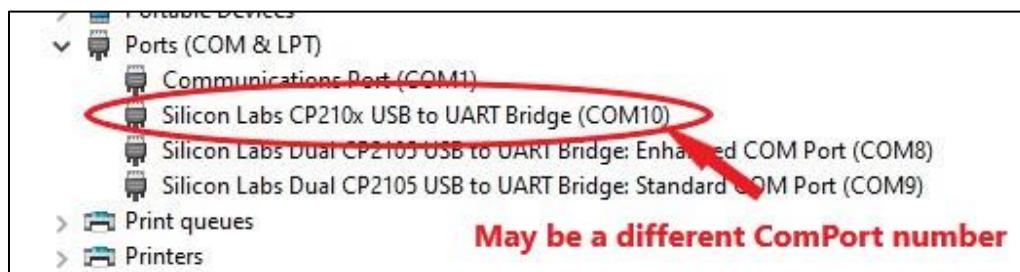 Portable Devices
Ports (COM & LPT)
Communications Port (COM1)
Silicon Labs CP210x USB to UART Bridge (COM10)
Silicon Labs Dual CP2105 USB to UART Bridge: Enhanced COM Port (COM8)
Silicon Labs Dual CP2105 USB to UART Bridge: Standard COM Port (COM9)
Print queues
May be a different ComPort number
Printers